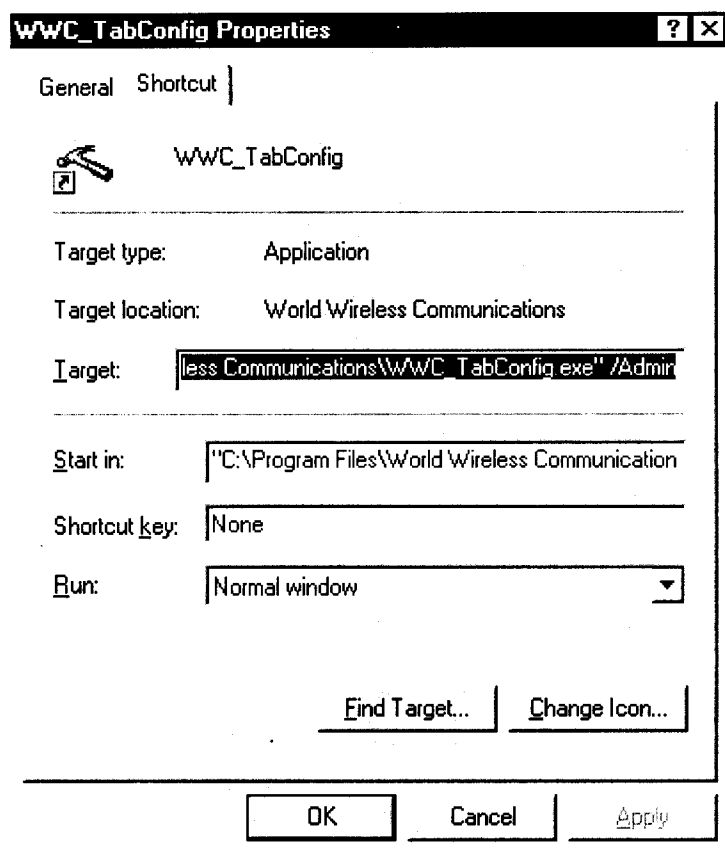 WWC_TabConfig Properties ? X
General Shortcut
WWC_TabConfig
Target type: Application
Target location: World Wireless Communications
Target: less Communications\WWC_TabConfig.exe" /Admin
Start in: "C:\Program Files\World Wireless Communication
Shortcut key: None
Run: Normal window
Find Target... Change Icon...
OK Cancel Apply